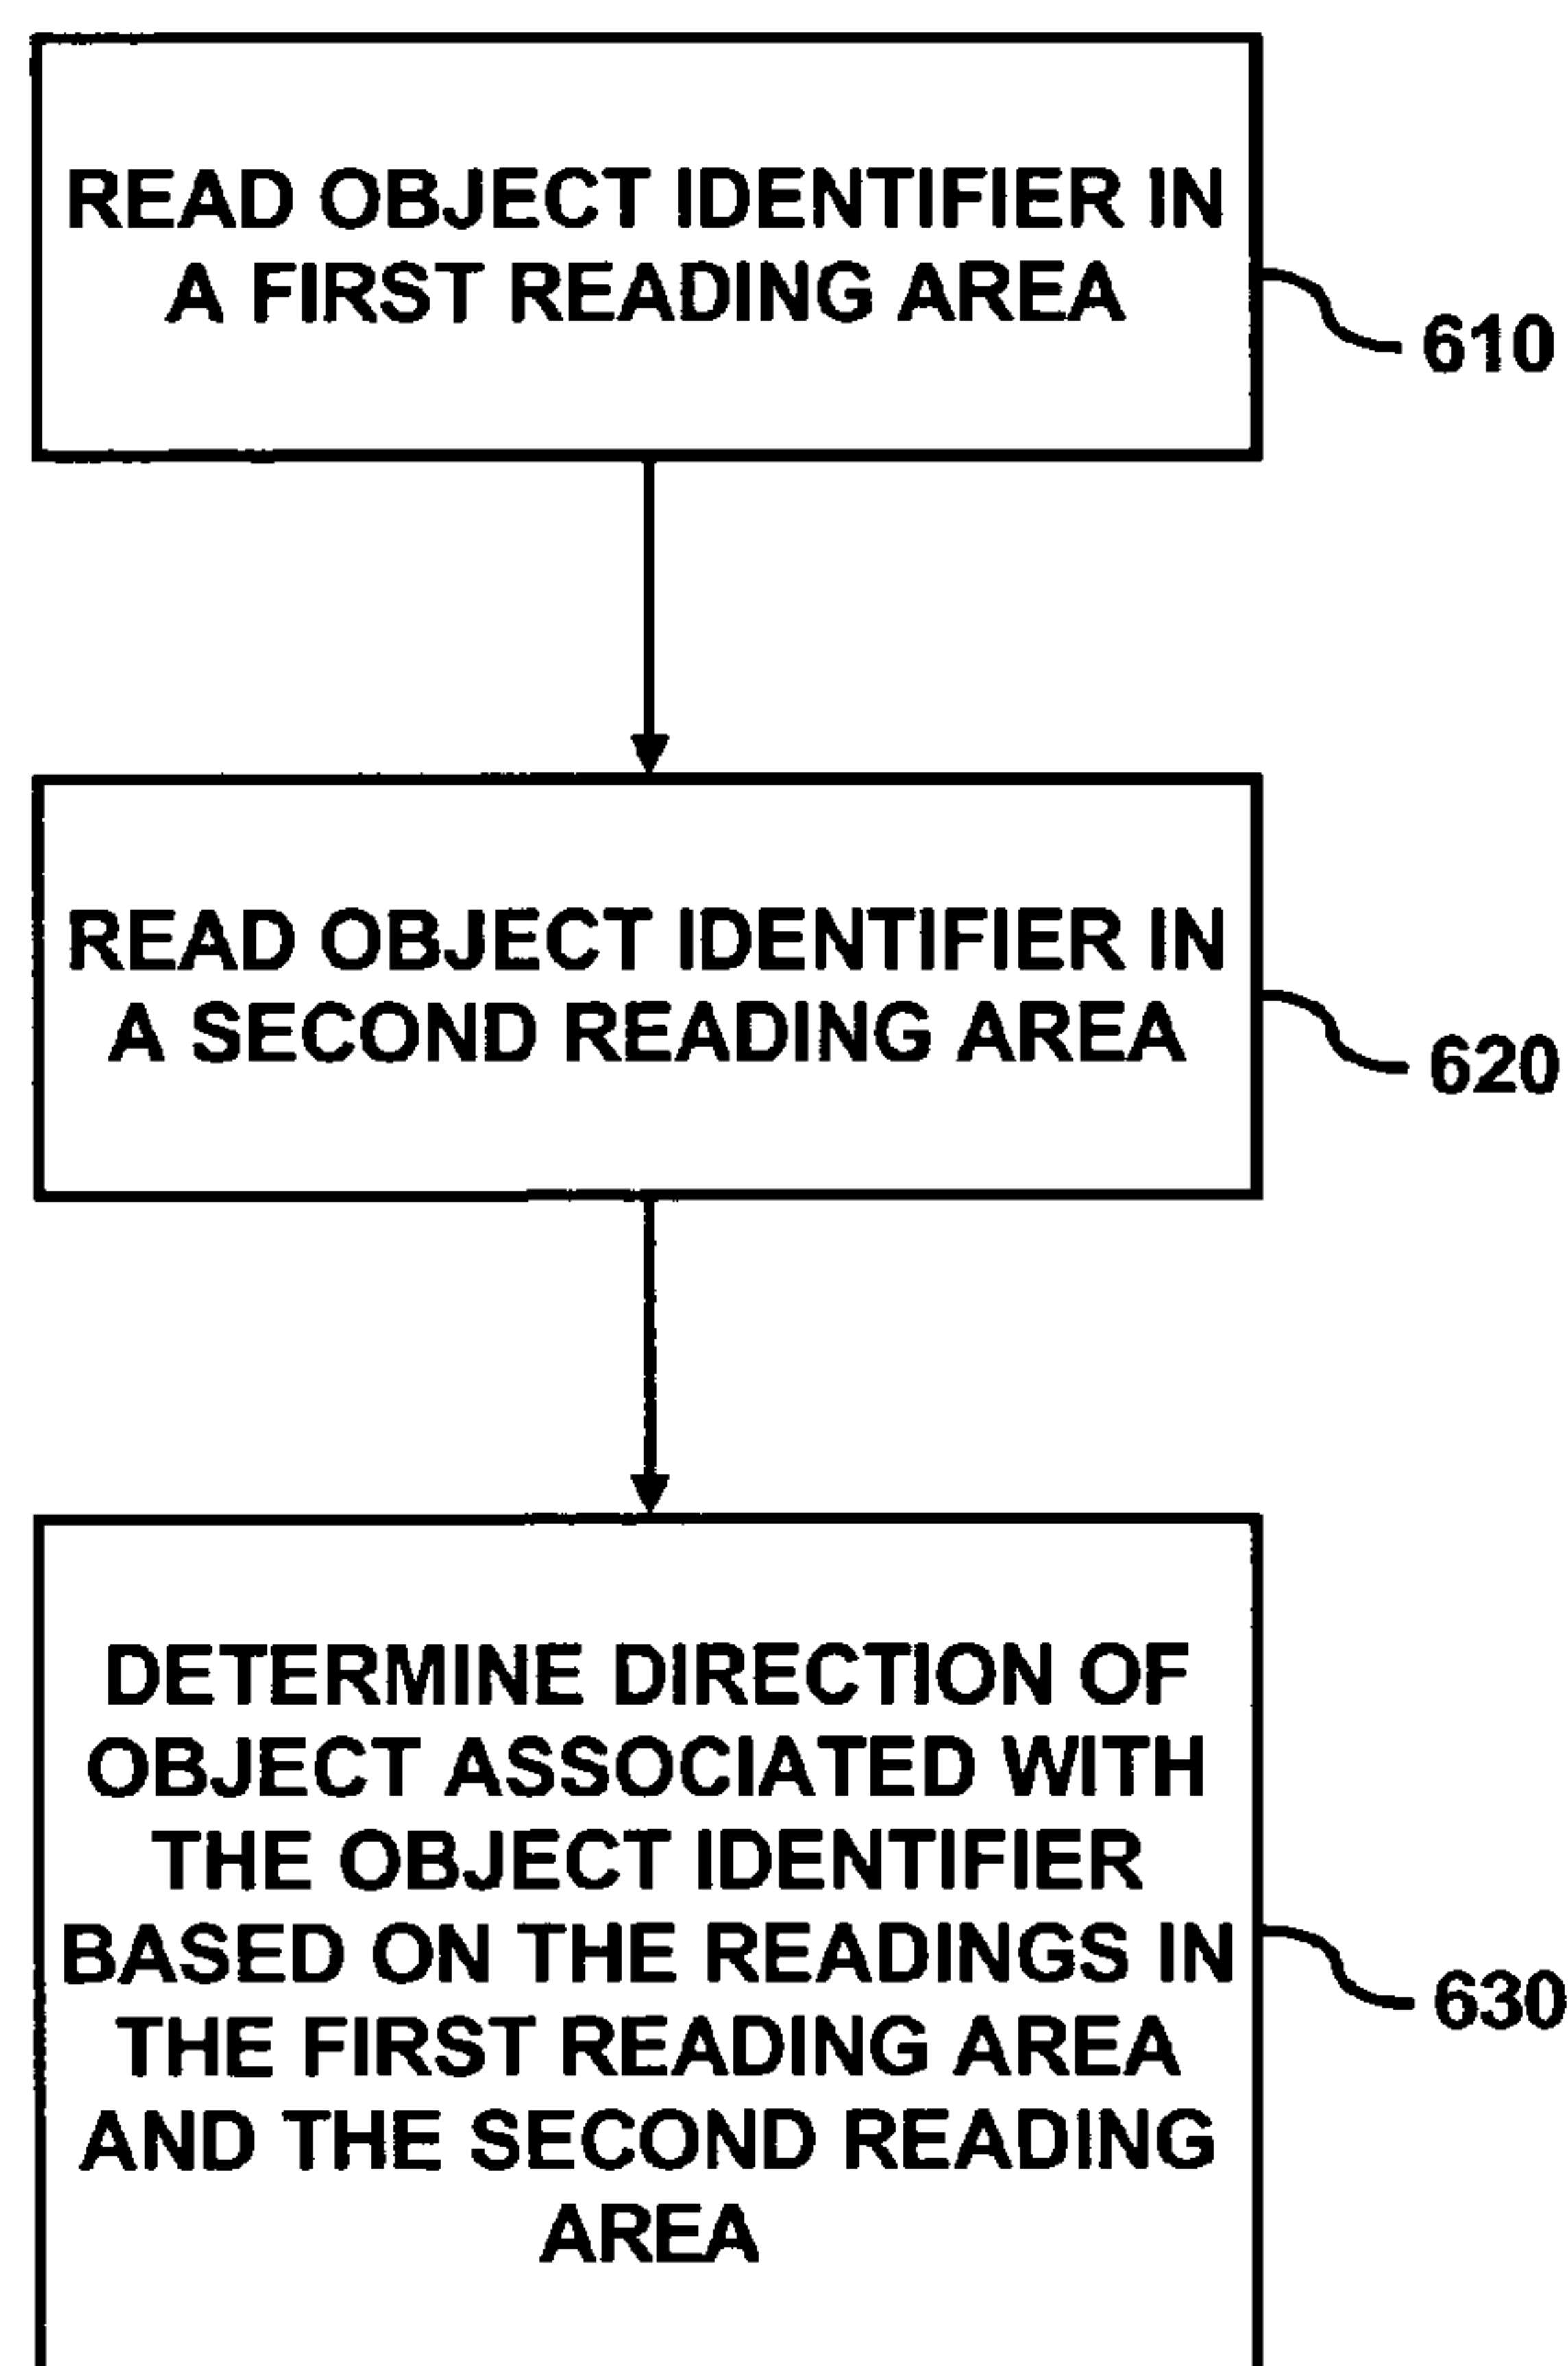 READ OBJECT IDENTIFIER IN
A FIRST READING AREA
610
READ OBJECT IDENTIFIER IN
A SECOND READING AREA
620
DETERMINE DIRECTION OF
OBJECT ASSOCIATED WITH
THE OBJECT IDENTIFIER
BASED ON THE READINGS IN
THE FIRST READING AREA
AND THE SECOND READING
AREA
630